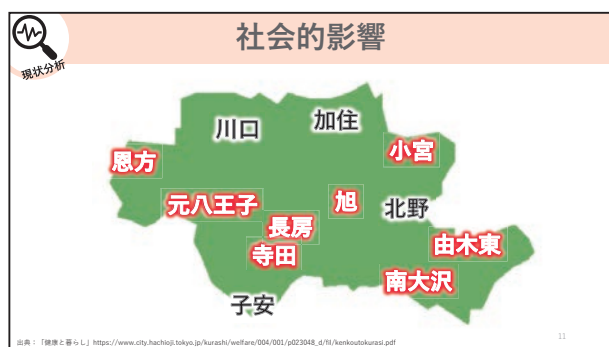 社会的影響
現状分析
川口
加住
小宮
恩方
元八王子
旭
北野
長房
由木東
寺田
南大沢
子安
出典：「健康と暮らし」https://www.city.hachioji.tokyo.jp/kurashi/welfare/004/001/p023048_d/fil/kenkoutokurasi.pdf
11